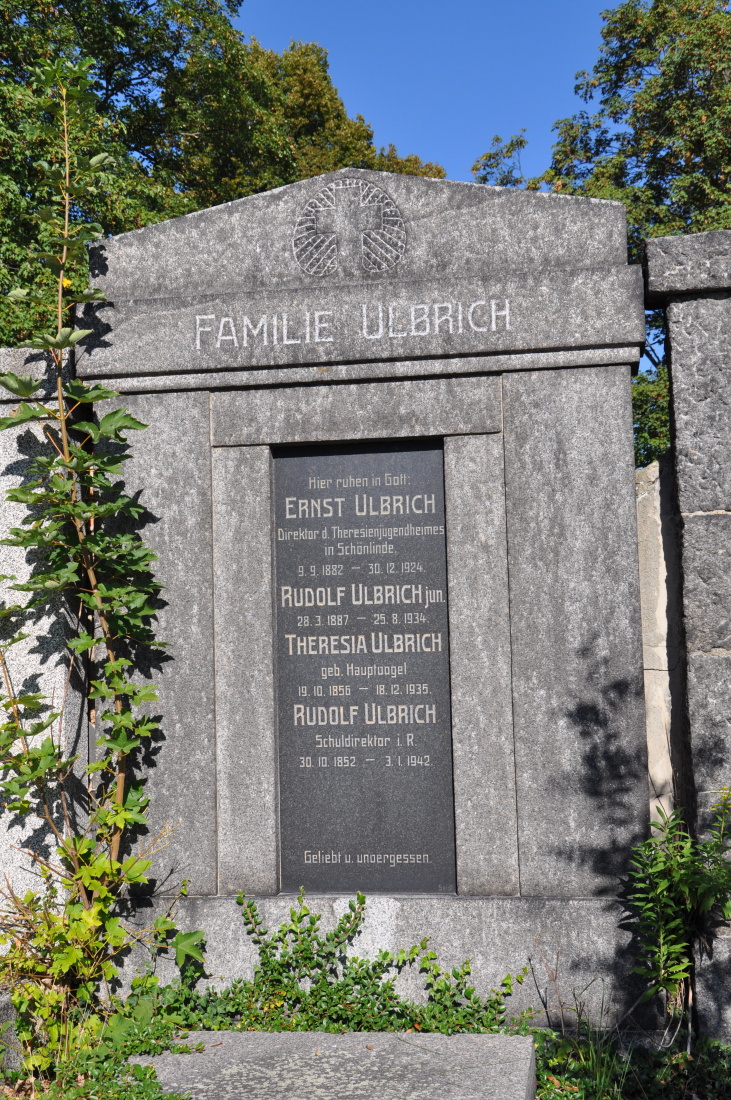 FAMILIE ULBRICH
Hier ruhen in Gott:
ERNST ULBRICH
Direktor d. Theresienjugendheimes
in Schönlinde.
9. 9. 1882 — 30. 12. 1924.
RUDOLF ULBRICH jun.
28. 3. 1887 — 25. 8. 1934.
THERESIA ULBRICH
geb. Hauptvogel
19. 10. 1856 — 18. 12. 1935.
RUDOLF ULBRICH
Schuldirektor i. R.
30. 10. 1852 — 3. 1. 1942.
Geliebt u. unvergessen.